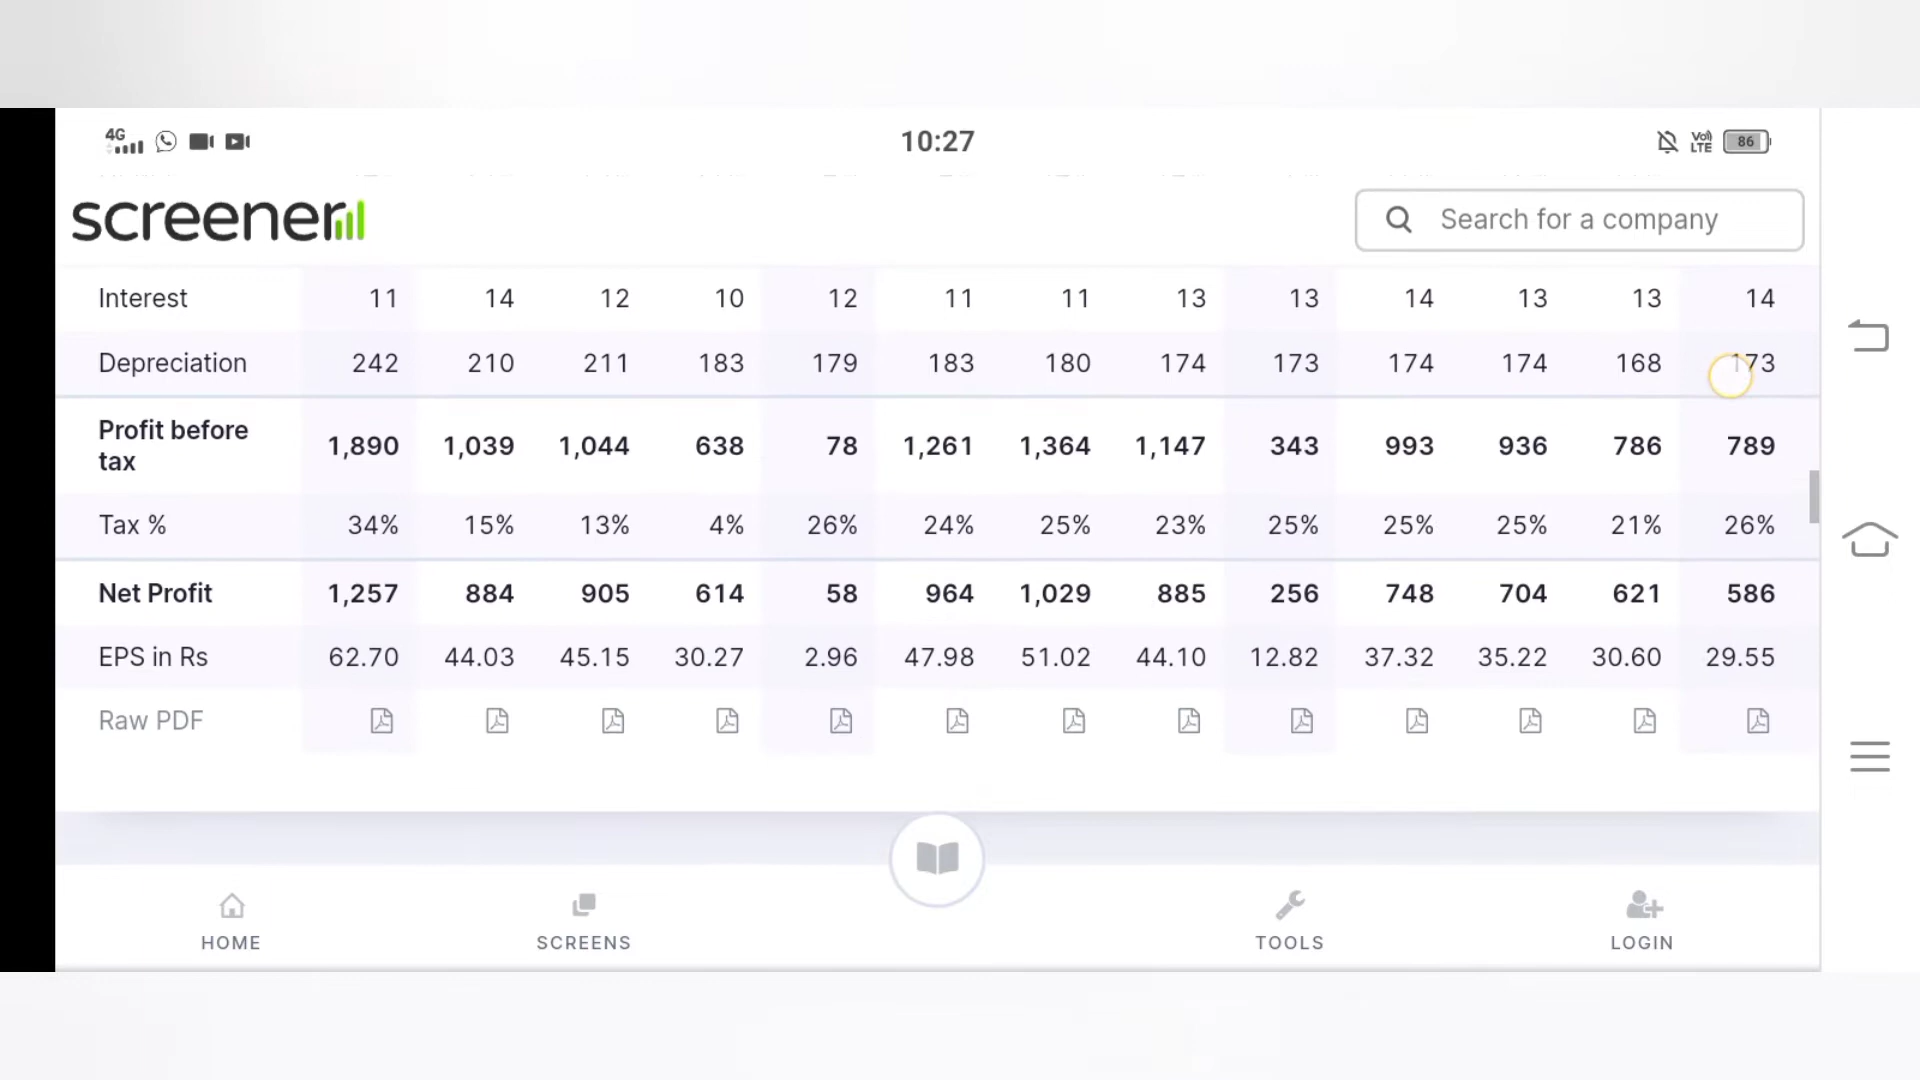 4G 10:27 Vol) LTE 86
screener Search for a company
Interest 11 14 12 10 12 11 11 13 13 14 13 13 14
Depreciation 242 210 211 183 179 183 180 174 173 174 174 168 173
Profit before
tax 1,890 1,039 1,044 638 78 1,261 1,364 1,147 343 993 936 786 789
Tax % 34% 15% 13% 4% 26% 24% 25% 23% 25% 25% 25% 21% 26%
Net Profit 1,257 884 905 614 58 964 1,029 885 256 748 704 621 586
EPS in Rs 62.70 44.03 45.15 30.27 2.96 47.98 51.02 44.10 12.82 37.32 35.22 30.60 29.55
Raw PDF
HOME SCREENS TOOLS LOGIN